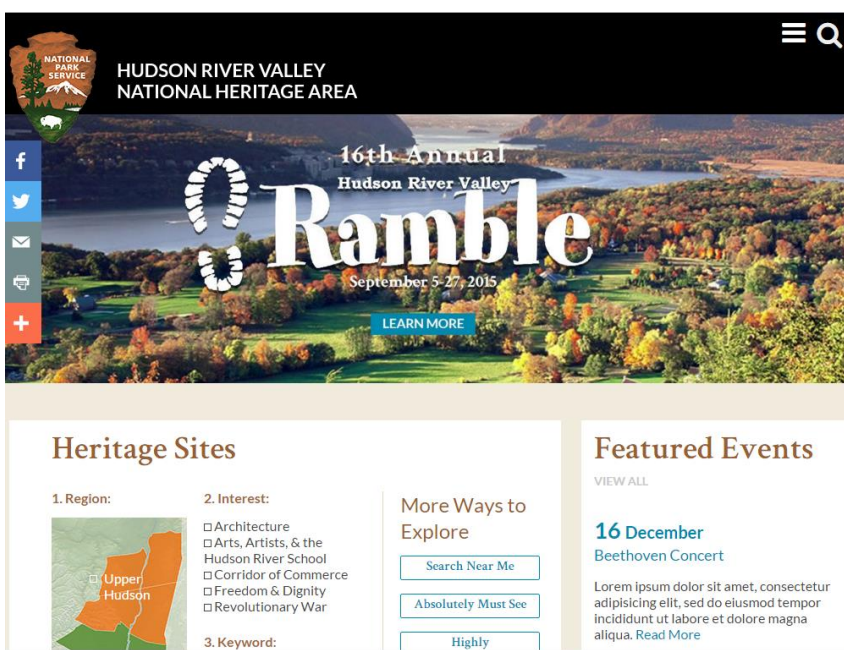 NATIONAL
PARK
SERVICE
HUDSON RIVER VALLEY
NATIONAL HERITAGE AREA
16th Annual
Hudson River Valley
Ramble
September 5-27, 2015
LEARN MORE
f
Heritage Sites
1. Region:
Upper
Hudson
2. Interest:
Architecture
Arts, Artists, & the
Hudson River School
Corridor of Commerce
Freedom & Dignity
Revolutionary War
3. Keyword:
More Ways to
Explore
Search Near Me
Absolutely Must See
Highly
Featured Events
VIEW ALL
16 December
Beethoven Concert
Lorem ipsum dolor sit amet, consectetur
adipisicing elit, sed do eiusmod tempor
incididunt ut labore et dolore magna
aliqua. Read More